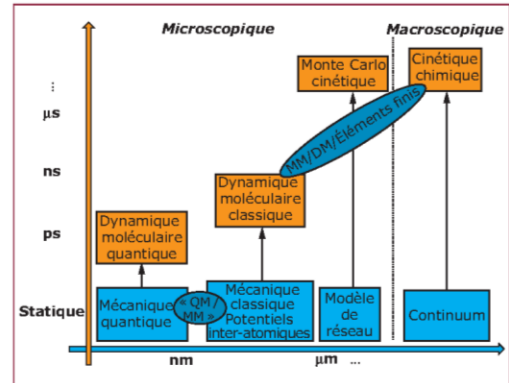 Microscopique
Macroscopique
Monte Carlo
cinétique
Cinétique
chimique
...
μs
MM/DM/Éléments finis
ns
Dynamique
moléculaire
classique
ps
Dynamique
moléculaire
quantique
Statique
Mécanique
quantique
« QM /
MM »
Mécanique
classique
Potentiels
inter-atomiques
Modèle
de
réseau
Continuum
nm
μm ...